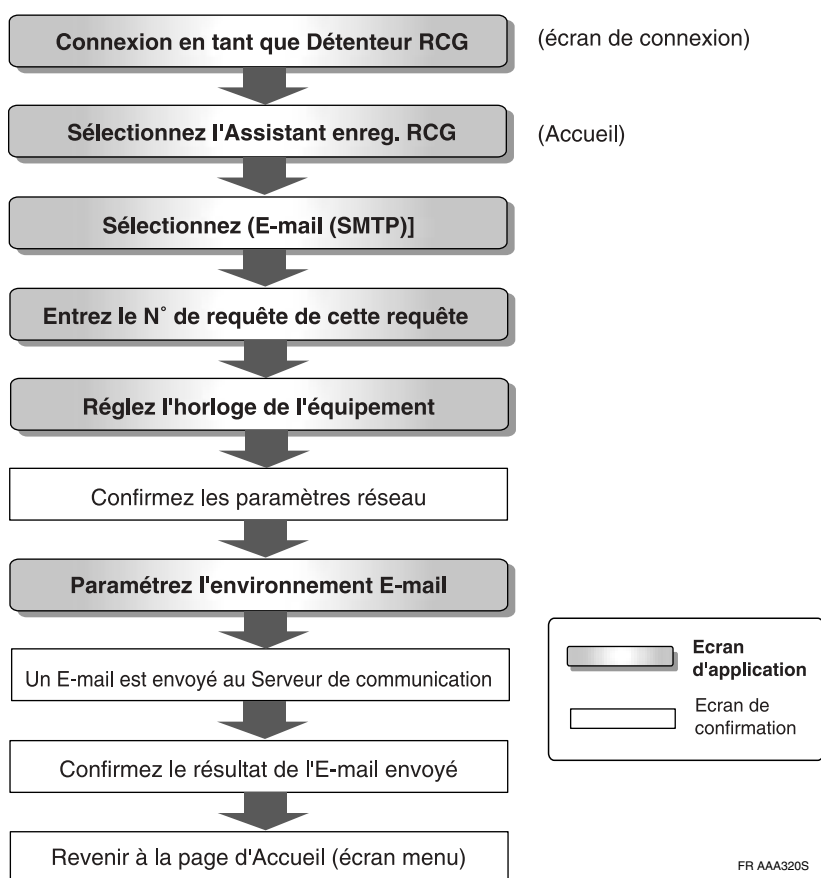 Connexion en tant que Détenteur RCG
(écran de connexion)
Sélectionnez l'Assistant enreg. RCG
(Accueil)
Sélectionnez (E-mail (SMTP)]
Entrez le N° de requête de cette requête
Réglez l'horloge de l'équipement
Confirmez les paramètres réseau
Paramétrez l'environnement E-mail
Un E-mail est envoyé au Serveur de communication
Confirmez le résultat de l'E-mail envoyé
Revenir à la page d'Accueil (écran menu)
Ecran
d'application
Ecran de
confirmation
FR AAA320S